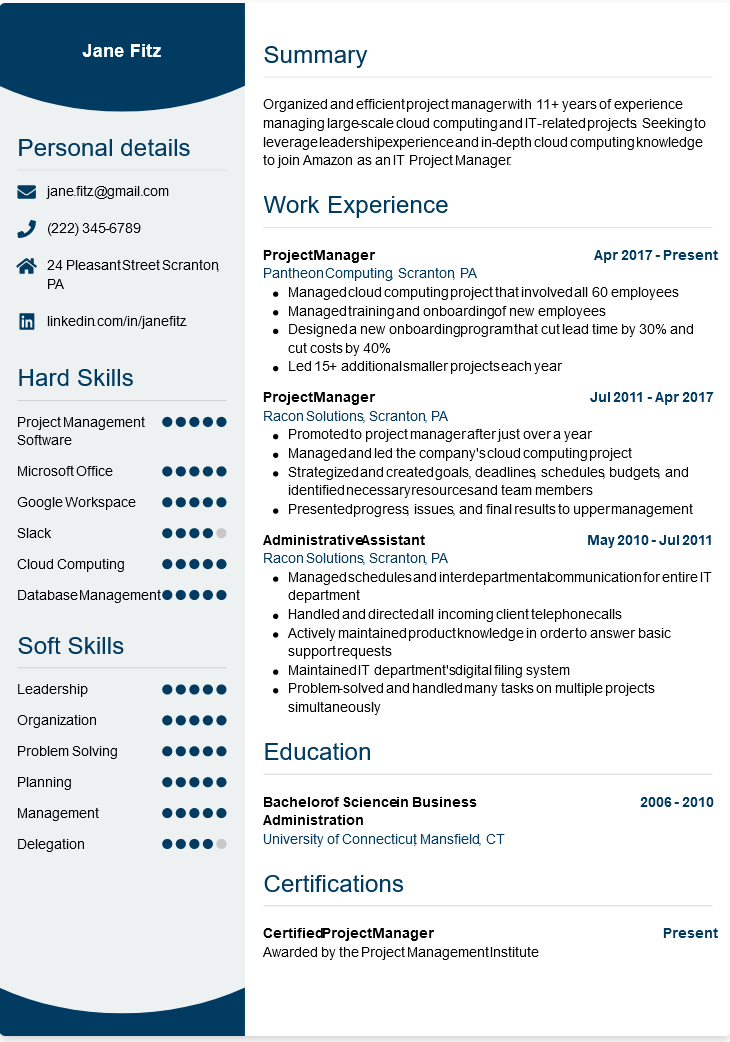 Jane Fitz
Personal details
jane.fitz@gmail.com
(222) 345-6789
24 Pleasant Street Scranton,
PA
linkedin.com/in/janefitz
Hard Skills
Project Management
Software
Microsoft Office
Google Workspace
Slack
Cloud Computing
Database Management
Soft Skills
Leadership
Organization
Problem Solving
Planning
Management
Delegation
Summary
Organized and efficient project manager with 11+ years of experience
managing large-scale cloud computing and IT-related projects. Seeking to
leverage leadership experience and in-depth cloud computing knowledge
to join Amazon as an IT Project Manager.
Work Experience
Project Manager Apr 2017 - Present
Pantheon Computing, Scranton, PA
• Managed cloud computing project that involved all 60 employees
• Managed training and onboarding of new employees
• Designed a new onboarding program that cut lead time by 30% and
cut costs by 40%
• Led 15+ additional smaller projects each year
Project Manager Jul 2011 - Apr 2017
Racon Solutions, Scranton, PA
• Promoted to project manager after just over a year
• Managed and led the company's cloud computing project
• Strategized and created goals, deadlines, schedules, budgets, and
identified necessary resources and team members
• Presented progress, issues, and final results to upper management
Administrative Assistant May 2010 - Jul 2011
Racon Solutions, Scranton, PA
• Managed schedules and interdepartmental communication for entire IT
department
• Handled and directed all incoming client telephone calls
• Actively maintained product knowledge in order to answer basic
support requests
• Maintained IT department's digital filing system
• Problem-solved and handled many tasks on multiple projects
simultaneously
Education
Bachelor of Science in Business 2006 - 2010
Administration
University of Connecticut, Mansfield, CT
Certifications
Certified Project Manager Present
Awarded by the Project Management Institute